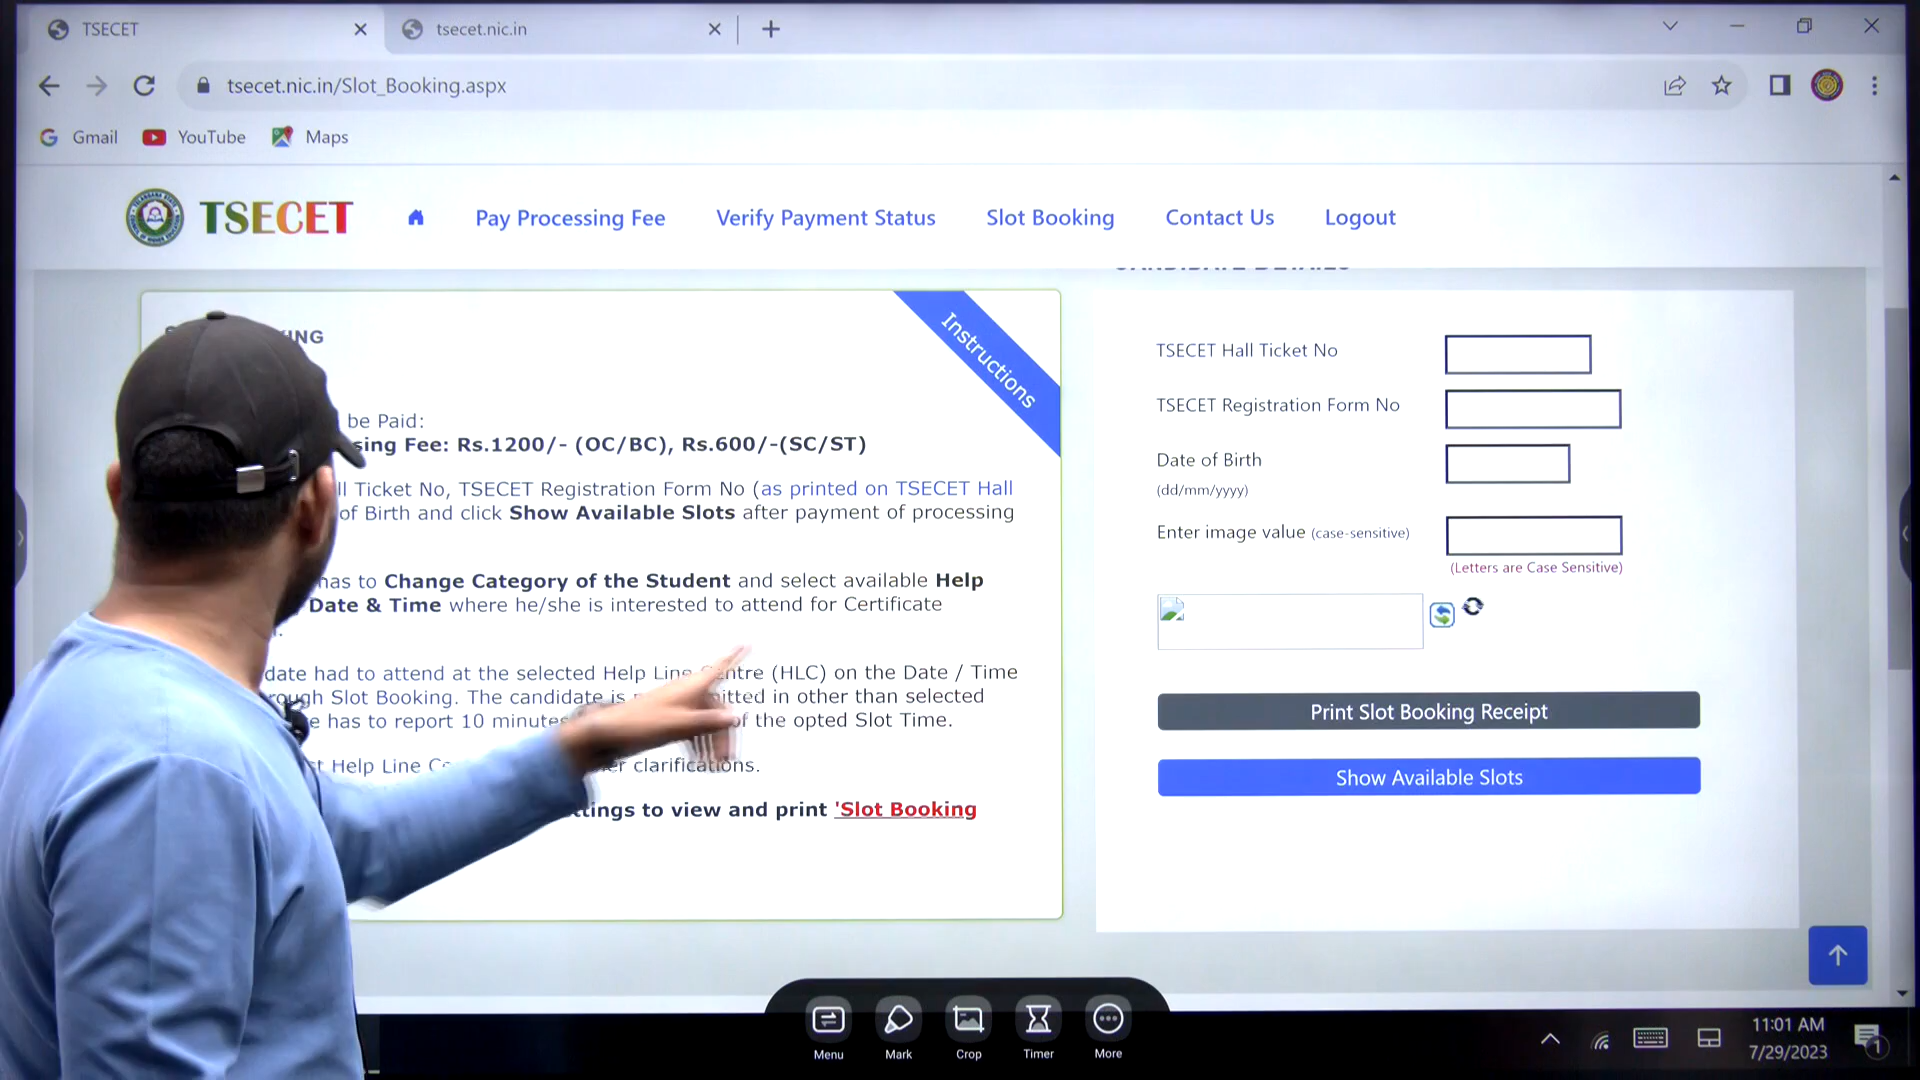 TSECET
tsecet.nic.in
tsecet.nic.in/Slot_Booking.aspx
Gmail
YouTube
Maps
TSECET
Pay Processing Fee
Verify Payment Status
Slot Booking
Contact Us
Logout
Instructions
be Paid:
Fee: Rs.1200/- (OC/BC), Rs.600/-(SC/ST)
Ticket No, TSECET Registration Form No (as printed on TSECET Hall
of Birth and click Show Available Slots after payment of processing
has to Change Category of the Student and select available Help
Date & Time where he/she is interested to attend for Certificate
had to attend at the selected Help Line (HLC) on the Date / Time
Slot Booking. The candidate is in other than selected
has to report 10 minutes of the opted Slot Time.
Help Line clarifications.
to view and print 'Slot Booking
TSECET Hall Ticket No
TSECET Registration Form No
Date of Birth
(dd/mm/yyyy)
Enter image value (case-sensitive)
(Letters are Case Sensitive)
Print Slot Booking Receipt
Show Available Slots
Menu
Mark
Crop
Timer
More
11:01 AM
7/29/2023
1